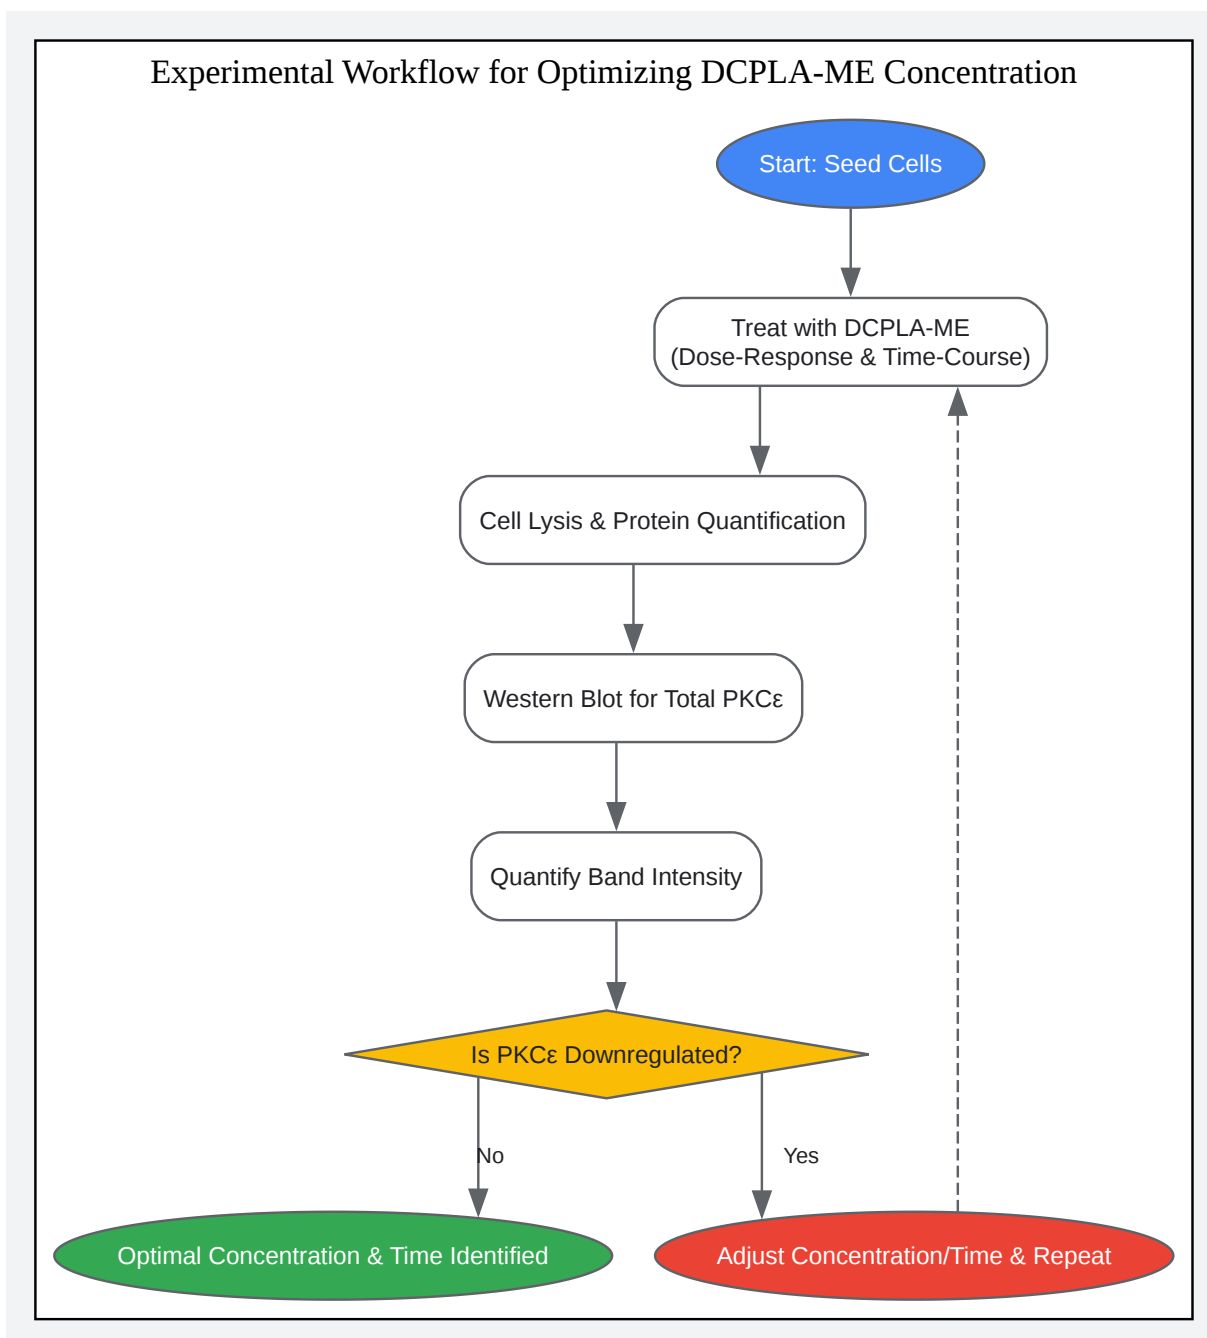 Experimental Workflow for Optimizing DCPLA-ME Concentration
Start: Seed Cells
Treat with DCPLA-ME
(Dose-Response & Time-Course)
Cell Lysis & Protein Quantification
Western Blot for Total PKCε
Quantify Band Intensity
Is PKCε Downregulated?
No
Yes
Optimal Concentration & Time Identified
Adjust Concentration/Time & Repeat